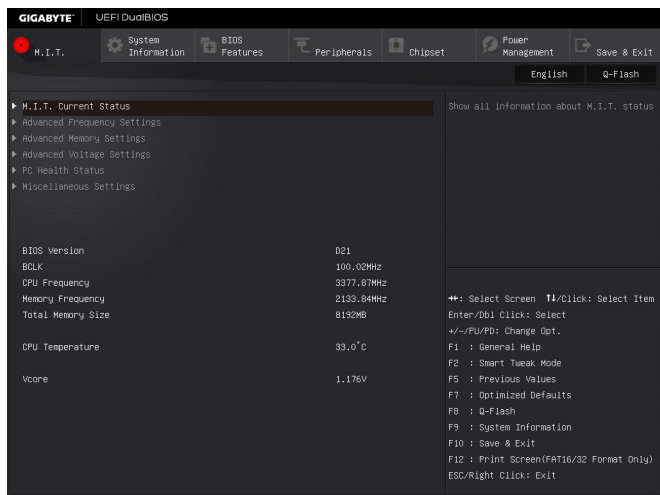 GIGABYTE™ UEFI DualBIOS
M.I.T.
System Information
BIOS Features
Peripherals
Chipset
Power Management
Save & Exit
English
Q-Flash
M.I.T. Current Status
Advanced Frequency Settings
Advanced Memory Settings
Advanced Voltage Settings
PC Health Status
Miscellaneous Settings
BIOS Version D21
BCLK 100.02MHz
CPU Frequency 3377.87MHz
Memory Frequency 2133.84MHz
Total Memory Size 8192MB
CPU Temperature 33.0°C
Vcore 1.176V
Show all information about M.I.T. status
→←: Select Screen ↑↓/Click: Select Item
Enter/Dbl Click: Select
+/-/PU/PD: Change Opt.
F1 : General Help
F2 : Smart Tweak Mode
F5 : Previous Values
F7 : Optimized Defaults
F8 : Q-Flash
F9 : System Information
F10 : Save & Exit
F12 : Print Screen(FAT16/32 Format Only)
ESC/Right Click: Exit